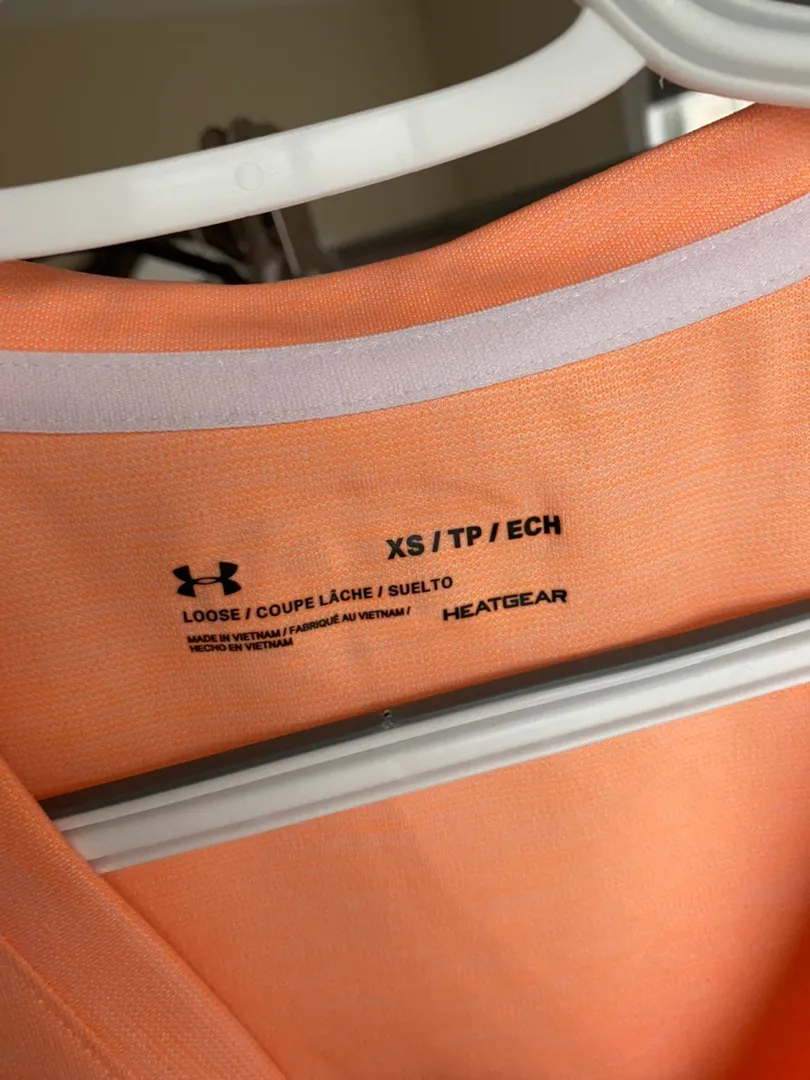 XS / TP / ECH
LOOSE / COUPE LÂCHE / SUELTO
MADE IN VIETNAM / FABRIQUÉ AU VIETNAM /
HECHO EN VIETNAM
HEATGEAR